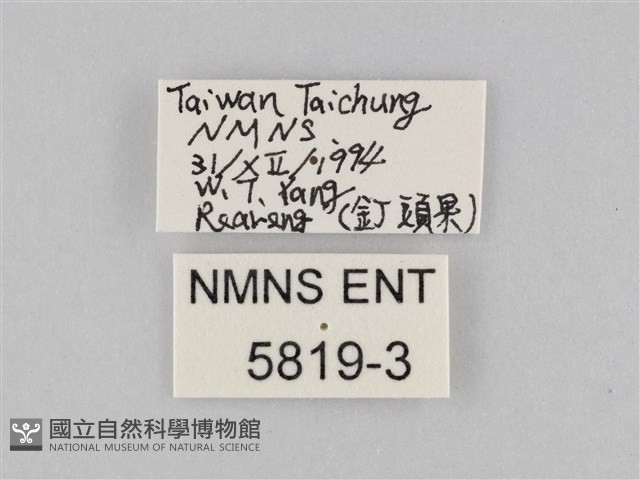 Taiwan Taichung
NMNS
31/XII/1994
W. T. Yang
Reareng (釘頭果)
NMNS ENT
5819-3
國立自然科學博物館
NATIONAL MUSEUM OF NATURAL SCIENCE